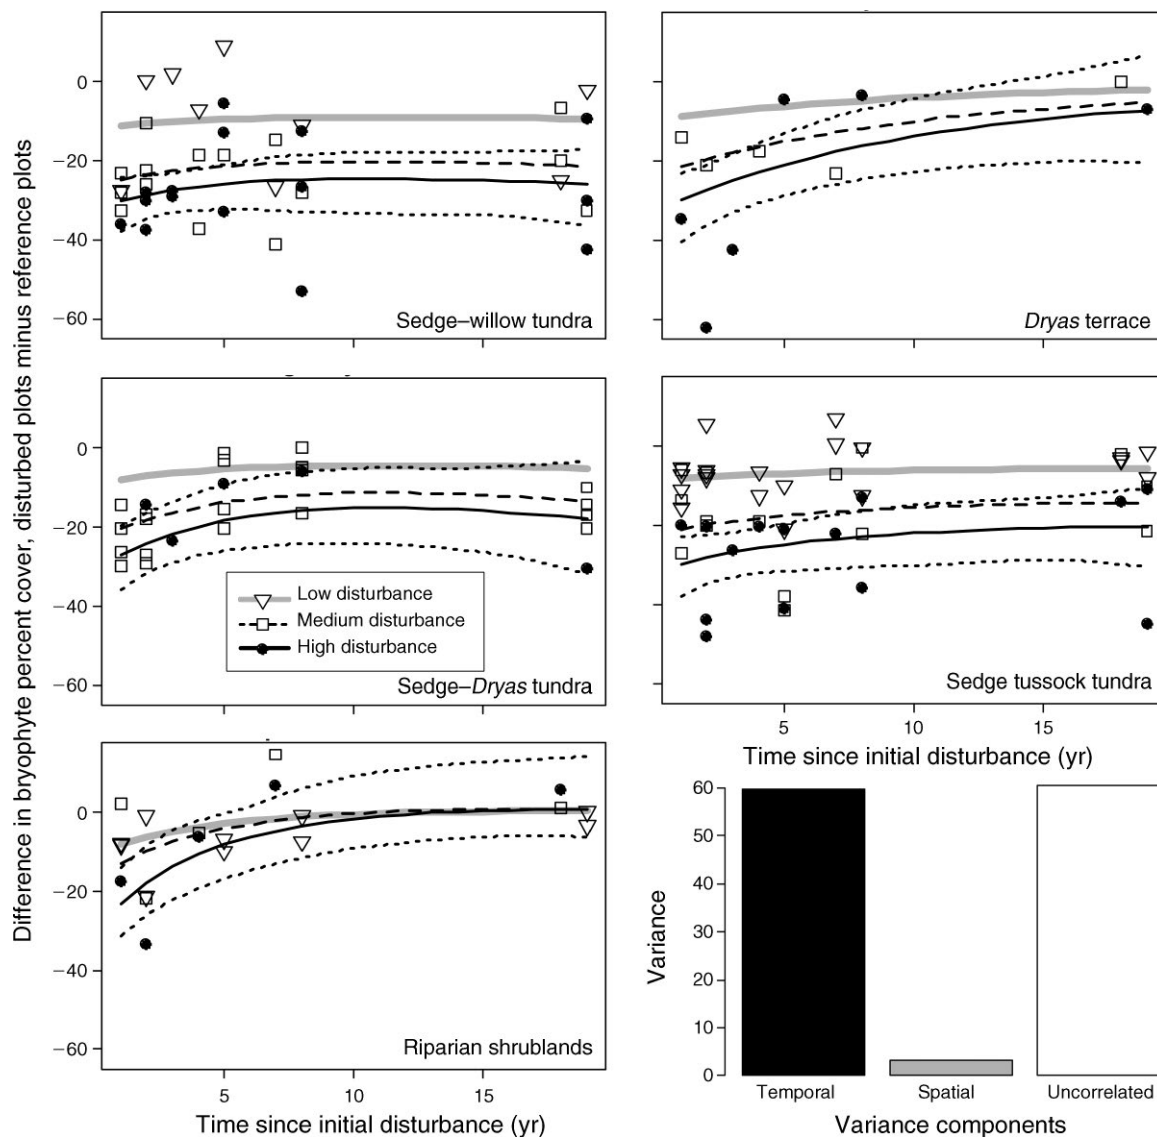 Difference in bryophyte percent cover, disturbed plots minus reference plots
0
−20
−40
−60
Sedge–willow tundra
Dryas terrace
0
−20
−40
−60
Low disturbance
Medium disturbance
High disturbance
Sedge–Dryas tundra
Sedge tussock tundra
5 10 15
Time since initial disturbance (yr)
0
−20
−40
−60
Riparian shrublands
5 10 15
Time since initial disturbance (yr)
Variance
60
50
40
30
20
10
0
Temporal Spatial Uncorrelated
Variance components